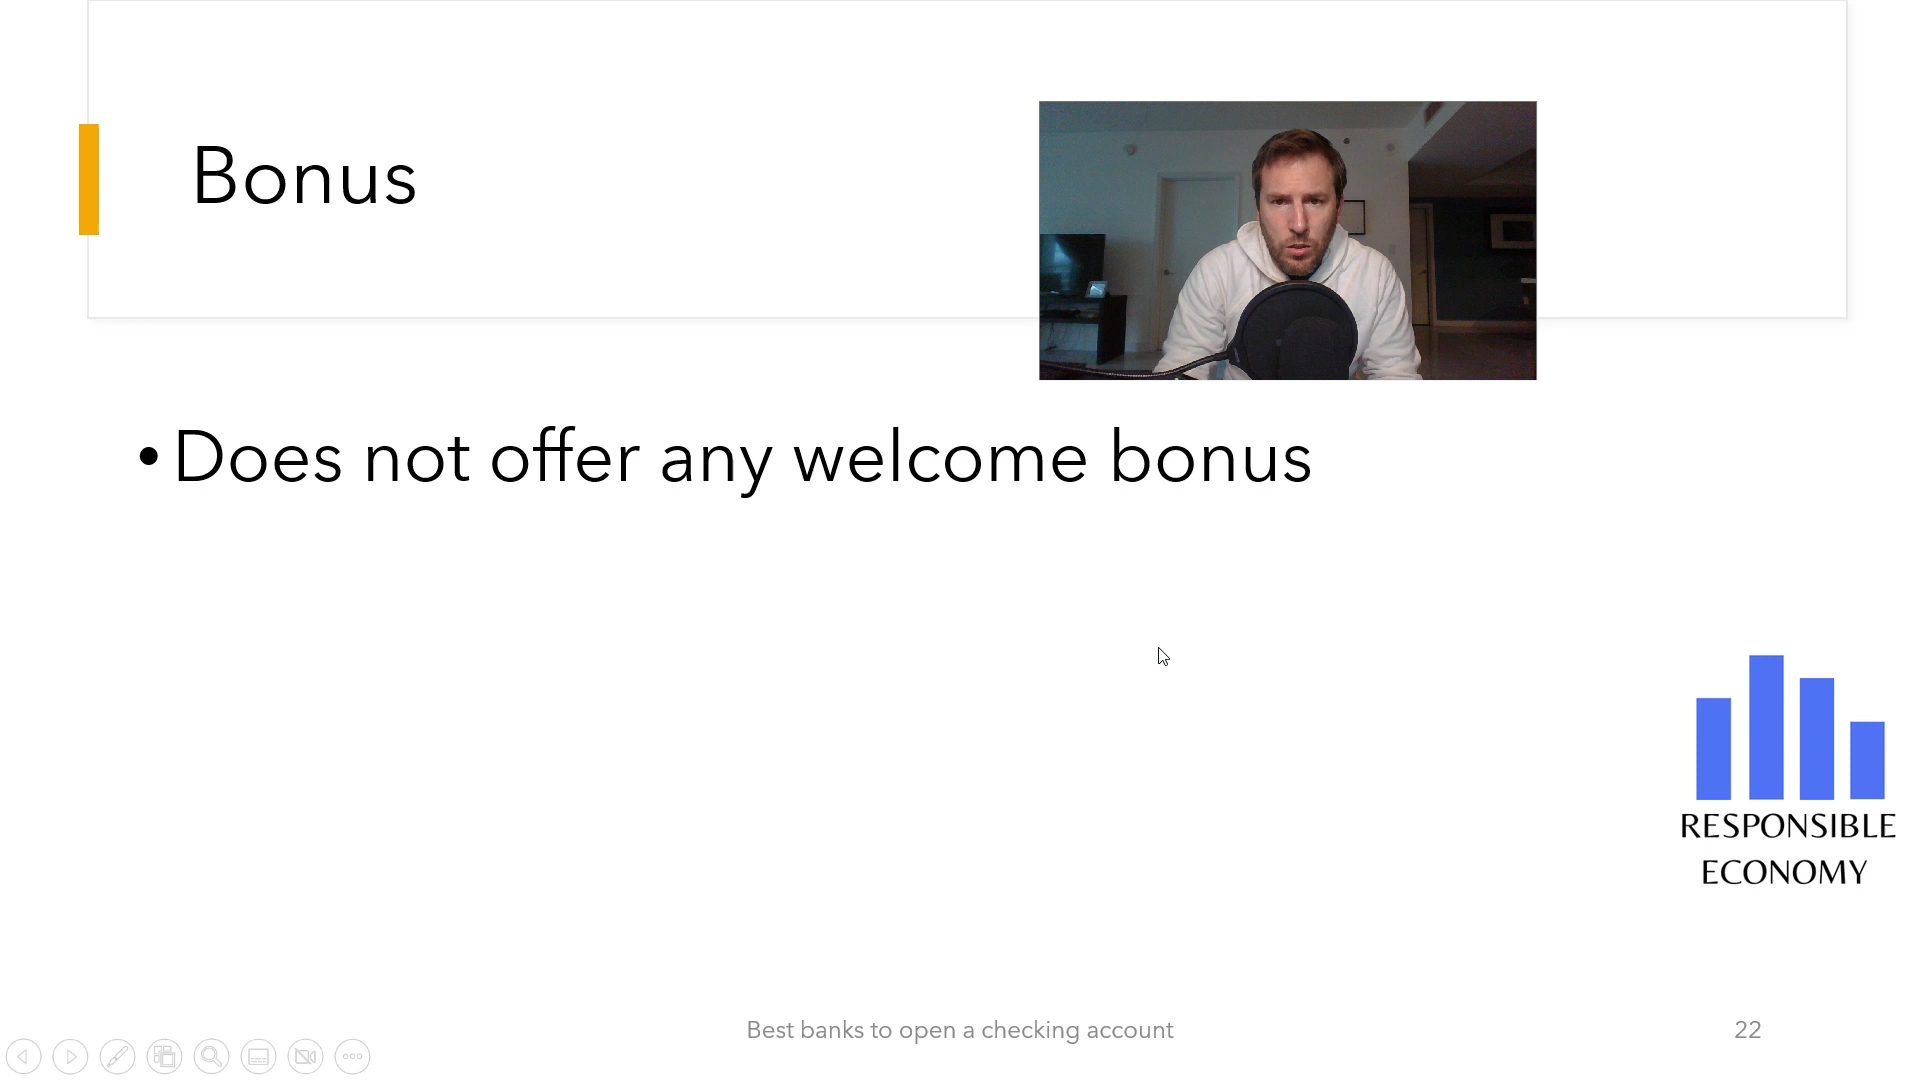 Bonus
• Does not offer any welcome bonus
RESPONSIBLE
ECONOMY
Best banks to open a checking account
22